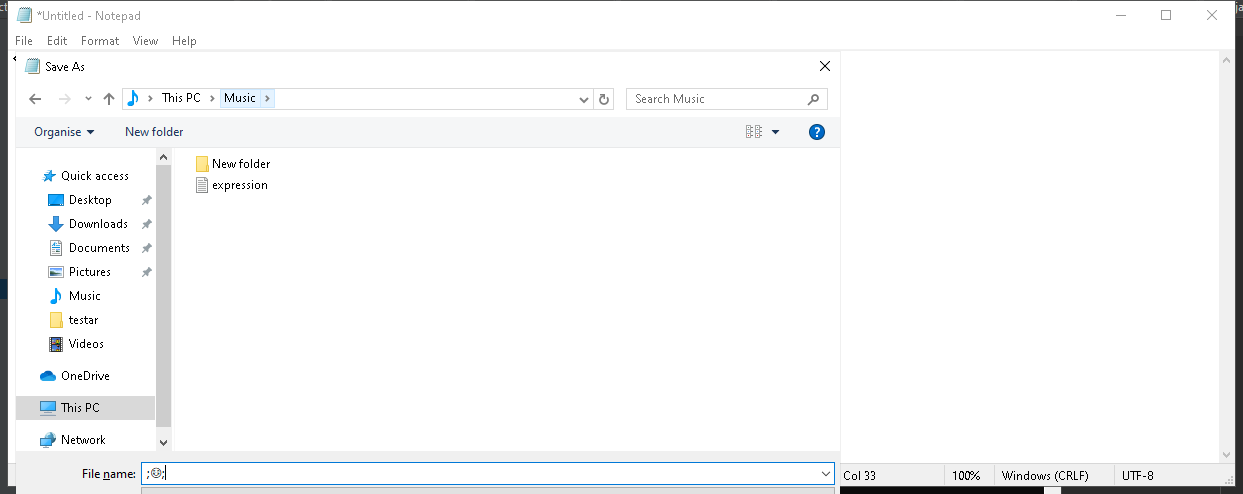 *Untitled - Notepad
File Edit Format View Help
Save As
This PC Music
Search Music
Organise New folder
Quick access
Desktop
Downloads
Documents
Pictures
Music
testar
Videos
OneDrive
This PC
Network
New folder
expression
File name: ;☺;
Col 33 100% Windows (CRLF) UTF-8